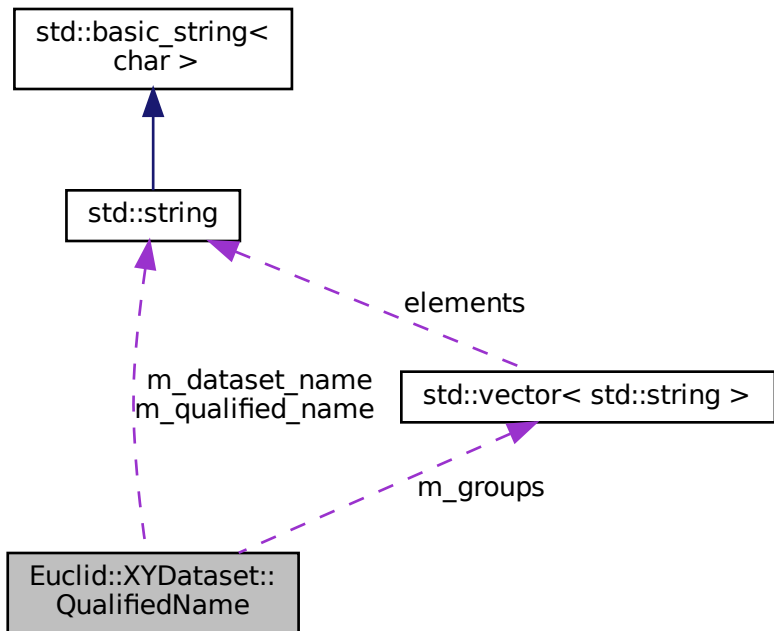 std::basic_string<
char >
std::string
elements
m_dataset_name
m_qualified_name
std::vector< std::string >
m_groups
Euclid::XYDataset::
QualifiedName